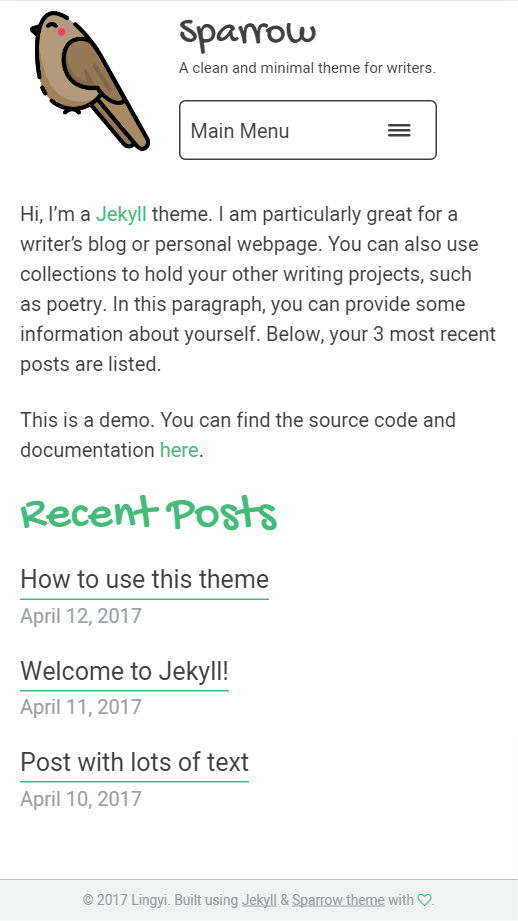 Sparrow
A clean and minimal theme for writers.
Main Menu
Hi, I’m a Jekyll theme. I am particularly great for a
writer’s blog or personal webpage. You can also use
collections to hold your other writing projects, such
as poetry. In this paragraph, you can provide some
information about yourself. Below, your 3 most recent
posts are listed.
This is a demo. You can find the source code and
documentation here.
Recent Posts
How to use this theme
April 12, 2017
Welcome to Jekyll!
April 11, 2017
Post with lots of text
April 10, 2017
© 2017 Lingyi. Built using Jekyll & Sparrow theme with ♡.